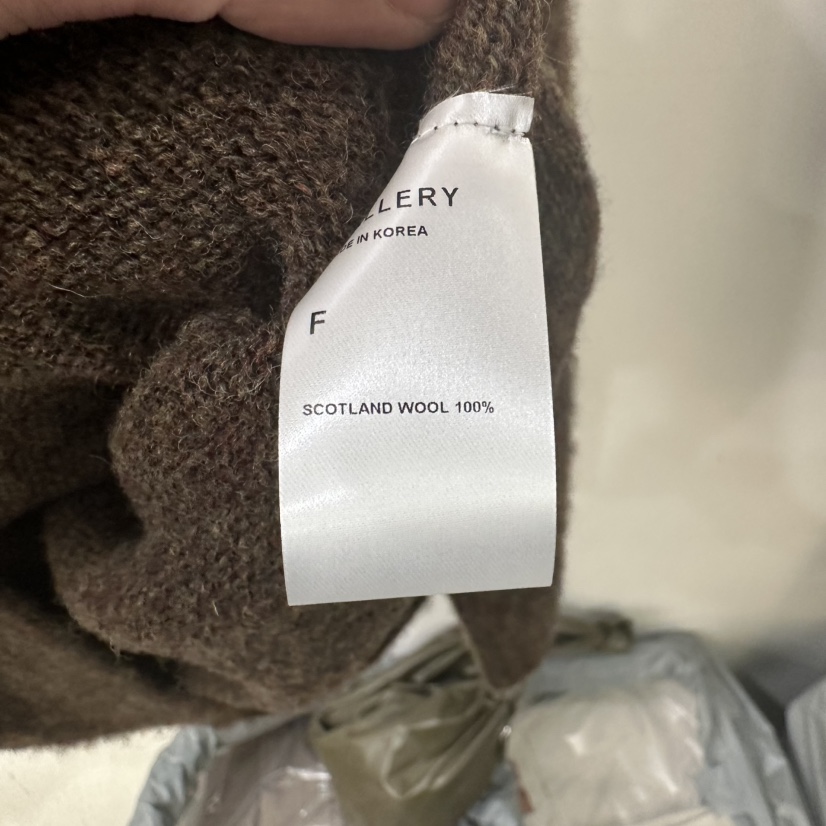 LLERY
E IN KOREA
F
SCOTLAND WOOL 100%